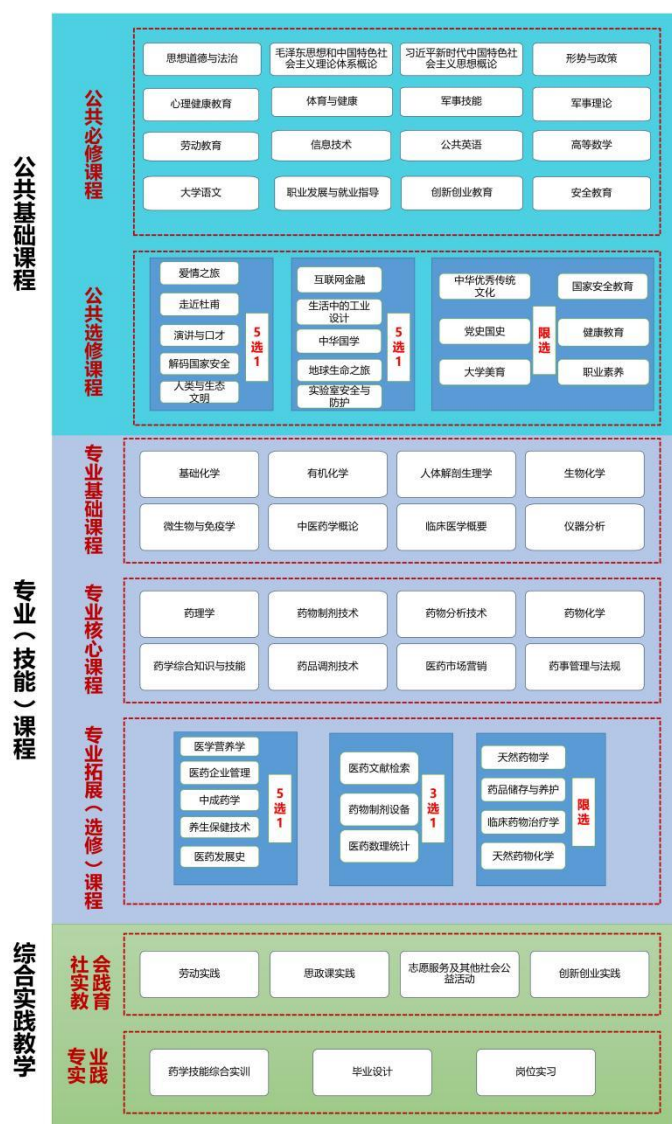 公共基础课程
公共必修课程
思想道德与法治
毛泽东思想和中国特色
会主义理论体系概论
习近平新时代中国特色
社会主义思想概论
形势与政策
心理健康教育
体育与健康
军事技能
军事理论
劳动教育
信息技术
公共英语
高等数学
大学语文
职业发展与就业指导
创新创业教育
安全教育
公共选修课程
爱情之旅
走近杜甫
演讲与口才
解码国家安全
人类与生态
文明
5选1
互联网金融
生活中的工业
设计
中华国学
地球生命之旅
实验室安全与
防护
5选1
中华优秀传统
文化
党史国史
大学美育
限选
国家安全教育
健康教育
职业素养
专业(技能)课程
专业基础课程
基础化学
有机化学
人体解剖生理学
生物化学
微生物与免疫学
中医药学概论
临床医学概要
仪器分析
专业核心课程
药理学
药物制剂技术
药物分析技术
药物化学
药学综合知识与技能
药品调剂技术
医药市场营销
药事管理与法规
专业拓展(选修)课程
医学营养学
医药企业管理
中成药学
养生保健技术
医药发展史
5选1
医药文献检索
药物制剂设备
医药数理统计
3选1
天然药物学
药品储存与养护
临床药物治疗学
天然药物化学
限选
综合实践教学
社会
实践
教育
劳动实践
思政课实践
志愿服务及其他社会公
益活动
创新创业实践
专业
实践
药学技能综合实训
毕业设计
岗位实习